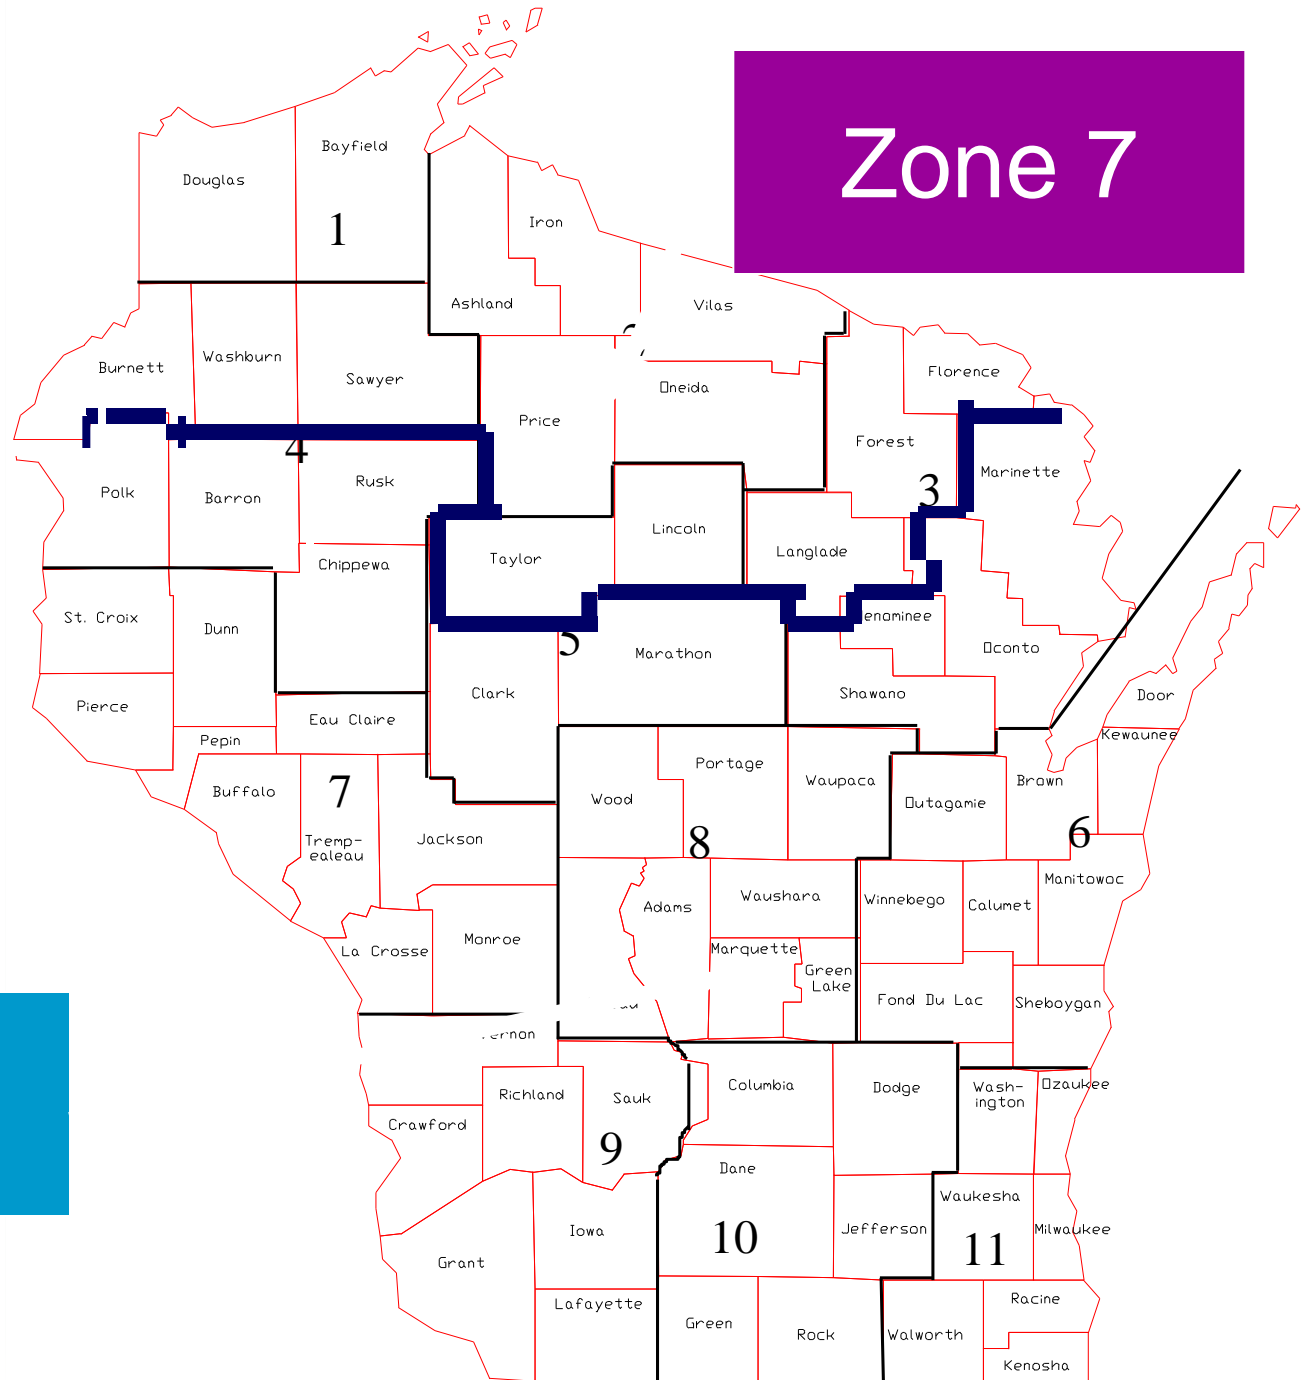 Zone 7
Bayfield
Douglas
Iron
1
Ashland
Vilas
Washburn
Burnett
Sawyer
Florence
Oneida
Price
Forest
4
Marinette
Rusk
Polk
Barron
3
Lincoln
Langlade
Taylor
Chippewa
St. Croix
Dunn
enominee
5
Marathon
Oconto
Clark
Shawano
Door
Pierce
Eau Claire
Kewaunee
Pepin
Portage
Waupaca
Brown
Buffalo
7
Wood
Outagamie
6
Jackson
8
Tremp-
ealeau
Manitowoc
Waushara
Winnebego
Calumet
Adams
Monroe
La Crosse
Marquette
Green
Lake
Fond Du Lac
Sheboygan
ernon
Columbia
Dodge
Wash-
ington
Ozaukee
Richland
Sauk
Crawford
9
Dane
Waukesha
Iowa
Jefferson
Milwaukee
10
11
Grant
Lafayette
Racine
Green
Rock
Walworth
Kenosha